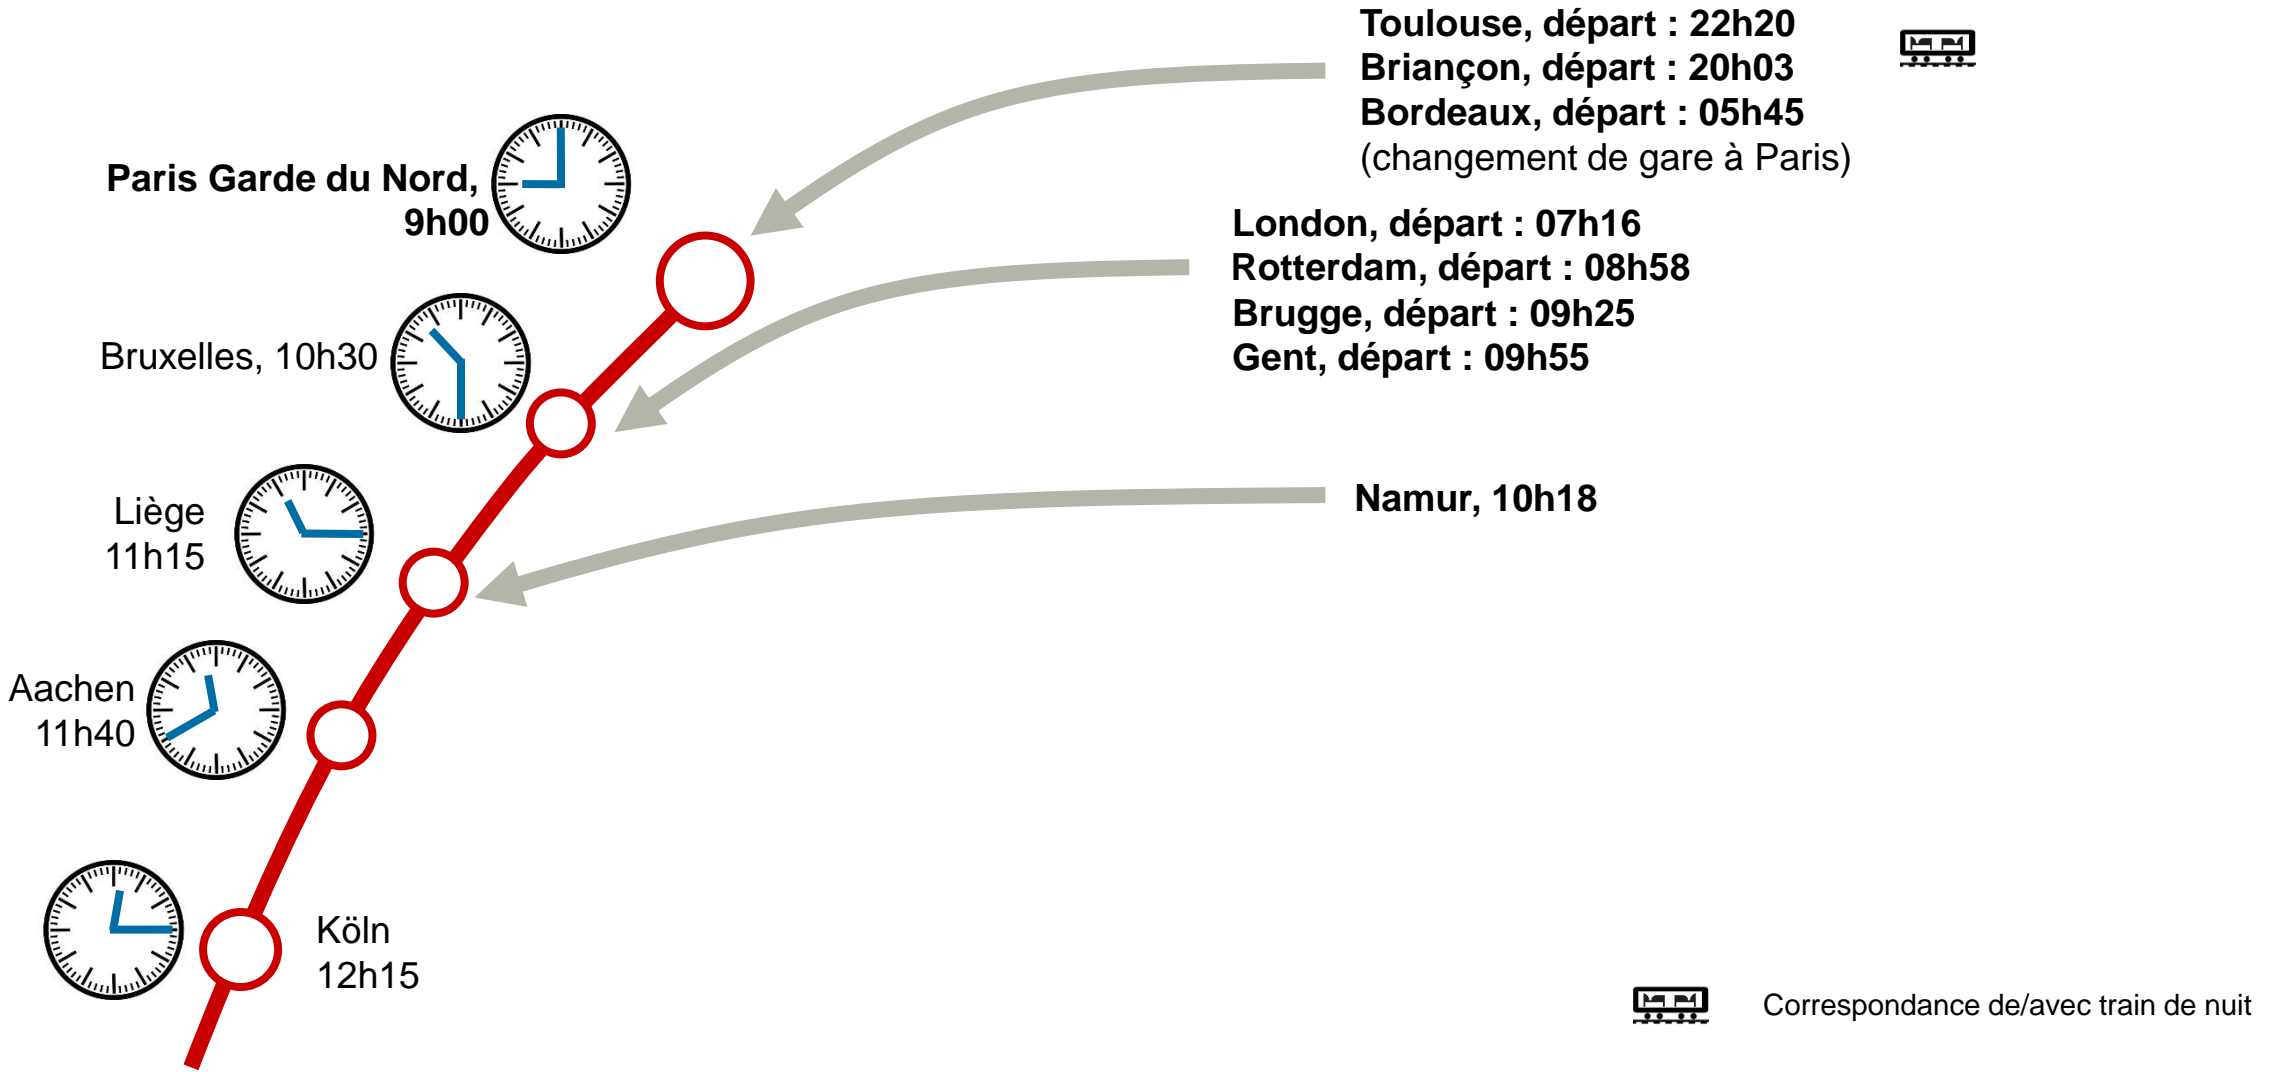 Toulouse, départ : 22h20
Briançon, départ : 20h03
Bordeaux, départ : 05h45
(changement de gare à Paris)
Paris Garde du Nord,
9h00
London, départ : 07h16
Rotterdam, départ : 08h58
Brugge, départ : 09h25
Gent, départ : 09h55
Bruxelles, 10h30
Namur, 10h18
Liège
11h15
Aachen
11h40
Köln
12h15
Correspondance de/avec train de nuit